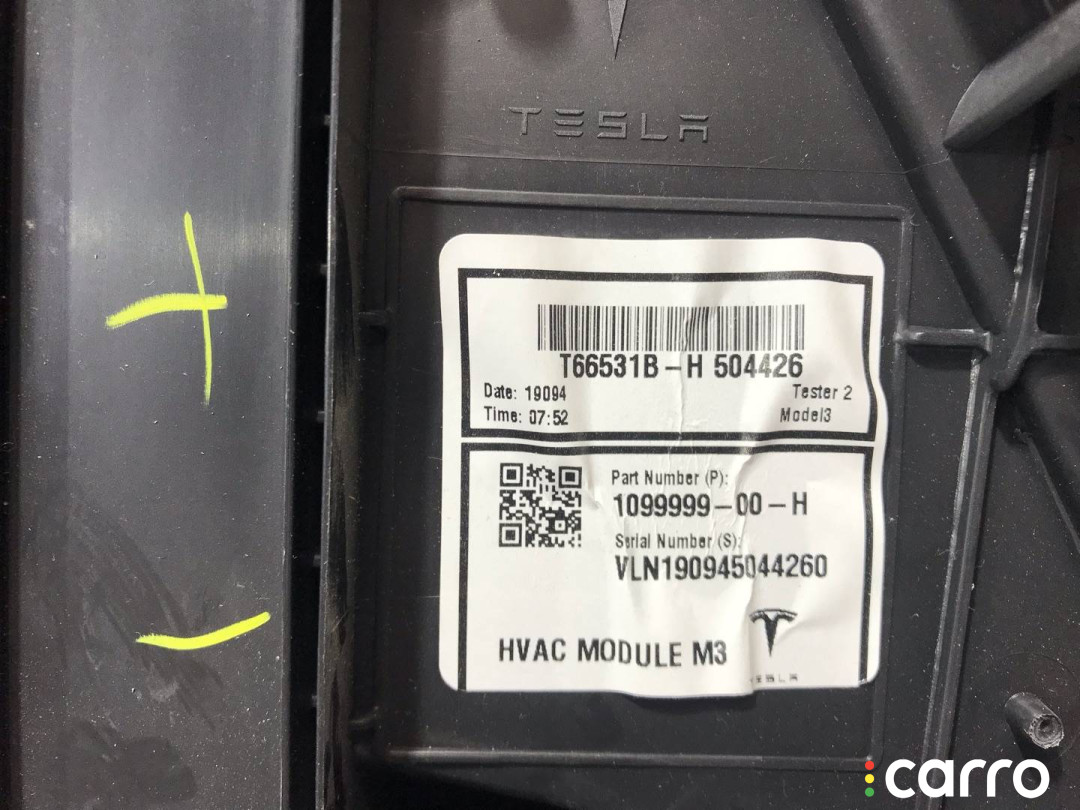 TESLA
T66531B-H 504426
Date: 19094
Tester 2
Time: 07:52
Model3
Part Number (P):
1099999-00-H
Serial Number (S):
VLN190945044260
HVAC MODULE M3
TESLA
+
-
carro